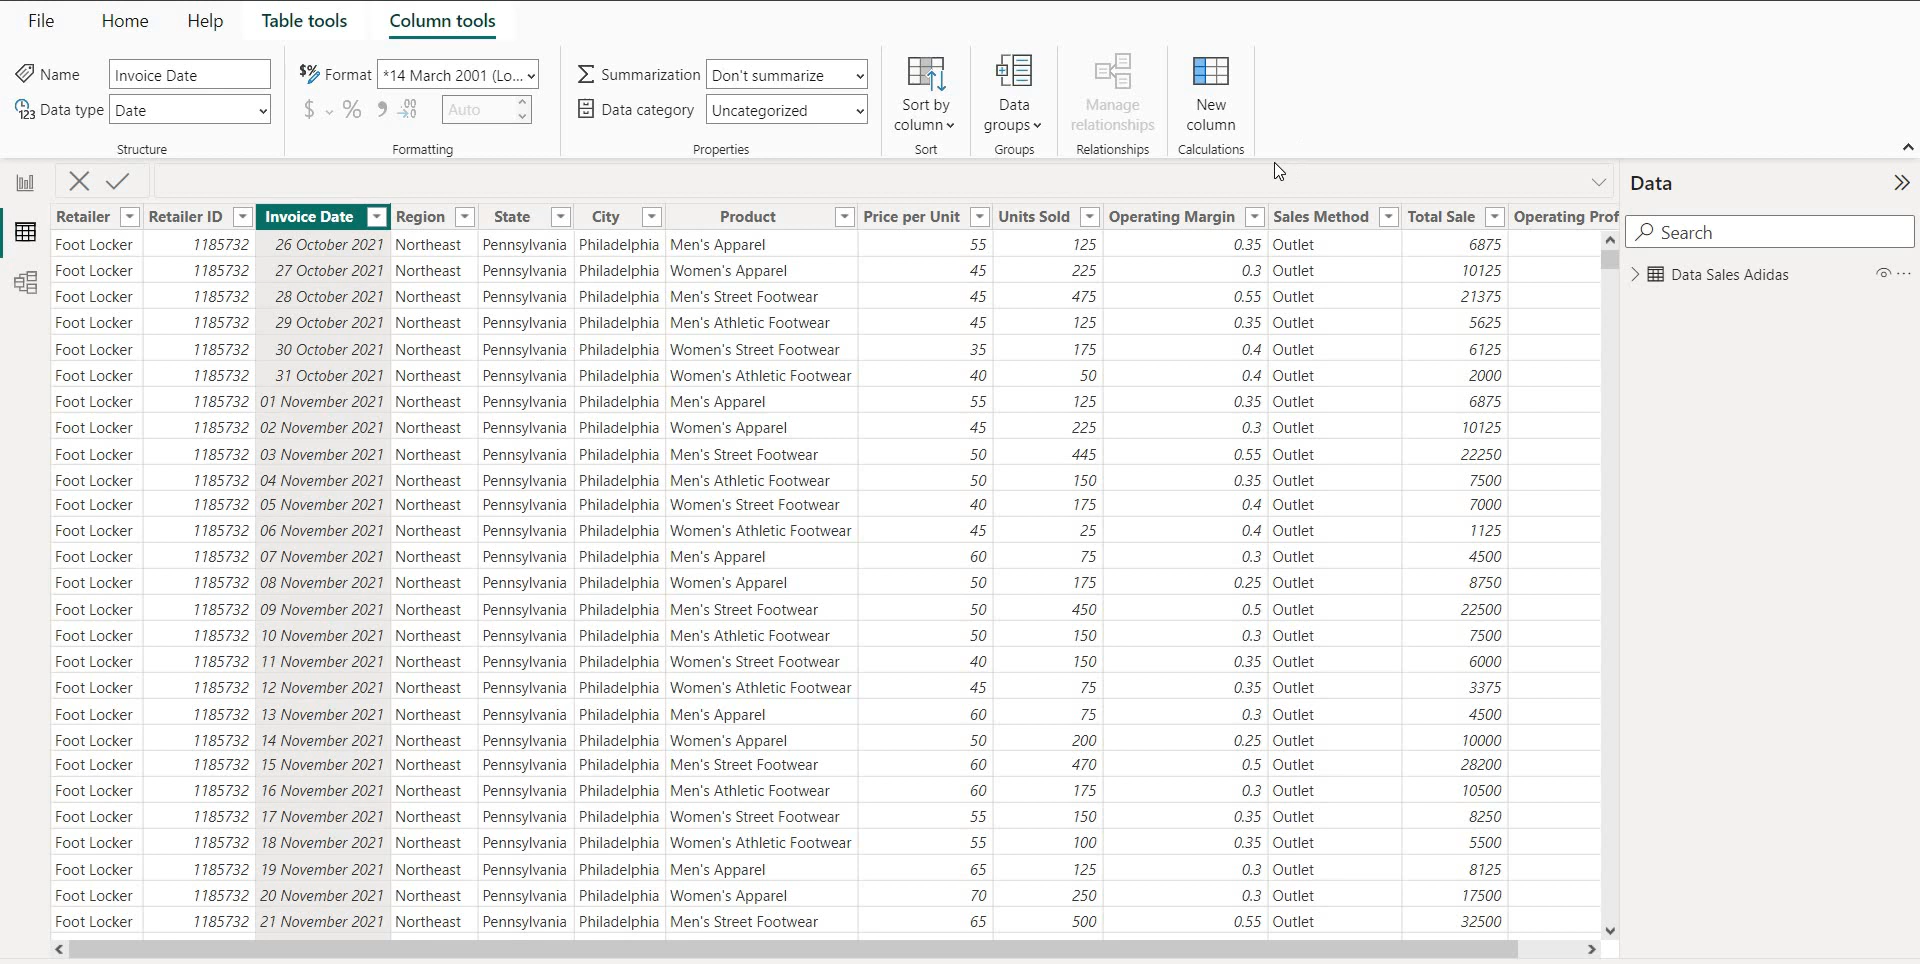 File Home Help Table tools Column tools
Name Invoice Date Format *14 March 2001 (Lo... Summarization Don't summarize
Data type Date $ % Auto Data category Uncategorized
Sort by column Data groups Manage relationships New column
Structure Formatting Properties Sort Groups Relationships Calculations
Data
Search
Data Sales Adidas
Retailer Retailer ID Invoice Date Region State City Product Price per Unit Units Sold Operating Margin Sales Method Total Sale Operating Prof
Foot Locker 1185732 26 October 2021 Northeast Pennsylvania Philadelphia Men's Apparel 55 125 0.35 Outlet 6875
Foot Locker 1185732 27 October 2021 Northeast Pennsylvania Philadelphia Women's Apparel 45 225 0.3 Outlet 10125
Foot Locker 1185732 28 October 2021 Northeast Pennsylvania Philadelphia Men's Street Footwear 45 475 0.55 Outlet 21375
Foot Locker 1185732 29 October 2021 Northeast Pennsylvania Philadelphia Men's Athletic Footwear 45 125 0.35 Outlet 5625
Foot Locker 1185732 30 October 2021 Northeast Pennsylvania Philadelphia Women's Street Footwear 35 175 0.4 Outlet 6125
Foot Locker 1185732 31 October 2021 Northeast Pennsylvania Philadelphia Women's Athletic Footwear 40 50 0.4 Outlet 2000
Foot Locker 1185732 01 November 2021 Northeast Pennsylvania Philadelphia Men's Apparel 55 125 0.35 Outlet 6875
Foot Locker 1185732 02 November 2021 Northeast Pennsylvania Philadelphia Women's Apparel 45 225 0.3 Outlet 10125
Foot Locker 1185732 03 November 2021 Northeast Pennsylvania Philadelphia Men's Street Footwear 50 445 0.55 Outlet 22250
Foot Locker 1185732 04 November 2021 Northeast Pennsylvania Philadelphia Men's Athletic Footwear 50 150 0.35 Outlet 7500
Foot Locker 1185732 05 November 2021 Northeast Pennsylvania Philadelphia Women's Street Footwear 40 175 0.4 Outlet 7000
Foot Locker 1185732 06 November 2021 Northeast Pennsylvania Philadelphia Women's Athletic Footwear 45 25 0.4 Outlet 1125
Foot Locker 1185732 07 November 2021 Northeast Pennsylvania Philadelphia Men's Apparel 60 75 0.3 Outlet 4500
Foot Locker 1185732 08 November 2021 Northeast Pennsylvania Philadelphia Women's Apparel 50 175 0.25 Outlet 8750
Foot Locker 1185732 09 November 2021 Northeast Pennsylvania Philadelphia Men's Street Footwear 50 450 0.5 Outlet 22500
Foot Locker 1185732 10 November 2021 Northeast Pennsylvania Philadelphia Men's Athletic Footwear 50 150 0.3 Outlet 7500
Foot Locker 1185732 11 November 2021 Northeast Pennsylvania Philadelphia Women's Street Footwear 40 150 0.35 Outlet 6000
Foot Locker 1185732 12 November 2021 Northeast Pennsylvania Philadelphia Women's Athletic Footwear 45 75 0.35 Outlet 3375
Foot Locker 1185732 13 November 2021 Northeast Pennsylvania Philadelphia Men's Apparel 60 75 0.3 Outlet 4500
Foot Locker 1185732 14 November 2021 Northeast Pennsylvania Philadelphia Women's Apparel 50 200 0.25 Outlet 10000
Foot Locker 1185732 15 November 2021 Northeast Pennsylvania Philadelphia Men's Street Footwear 60 470 0.5 Outlet 28200
Foot Locker 1185732 16 November 2021 Northeast Pennsylvania Philadelphia Men's Athletic Footwear 60 175 0.3 Outlet 10500
Foot Locker 1185732 17 November 2021 Northeast Pennsylvania Philadelphia Women's Street Footwear 55 150 0.35 Outlet 8250
Foot Locker 1185732 18 November 2021 Northeast Pennsylvania Philadelphia Women's Athletic Footwear 55 100 0.35 Outlet 5500
Foot Locker 1185732 19 November 2021 Northeast Pennsylvania Philadelphia Men's Apparel 65 125 0.3 Outlet 8125
Foot Locker 1185732 20 November 2021 Northeast Pennsylvania Philadelphia Women's Apparel 70 250 0.3 Outlet 17500
Foot Locker 1185732 21 November 2021 Northeast Pennsylvania Philadelphia Men's Street Footwear 65 500 0.55 Outlet 32500